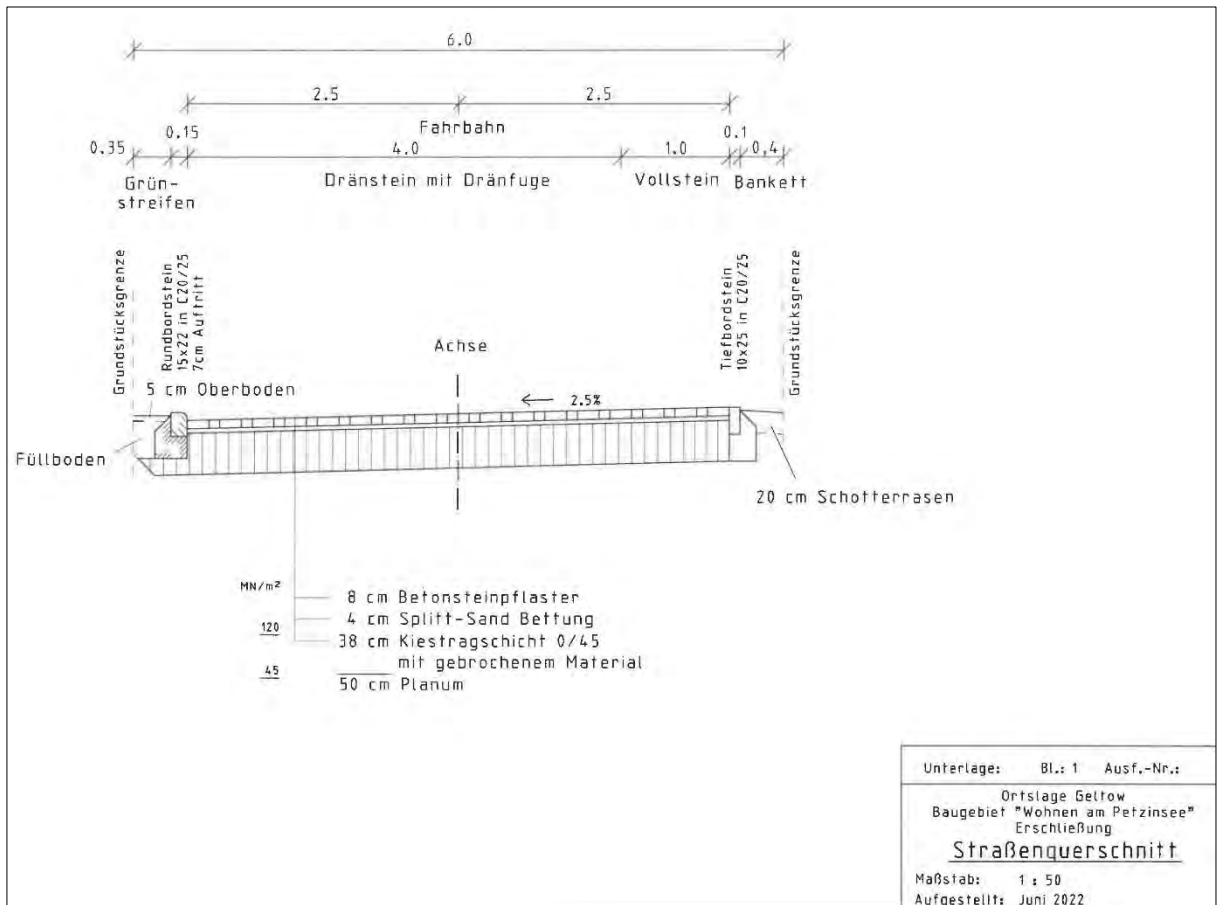 6.0
2.5 2.5
0.15 Fahrbahn 0.1
0.35 4.0 1.0 0,4
Grün-
streifen
Dränstein mit Dränfuge
Vollstein
Bankett
Grundstücksgrenze
Rundbordstein
15x22 in C20/25
7cm Auftritt
Achse
Tiefbordstein
10x25 in C20/25
Grundstücksgrenze
5 cm Oberboden
2.5%
Füllboden
20 cm Schotterrasen
MN/m²
8 cm Betonsteinpflaster
4 cm Splitt-Sand Bettung
120
38 cm Kiestragschicht 0/45
mit gebrochenem Material
45
50 cm Planum
Unterlage: Bl.: 1 Ausf.-Nr.:
Ortslage Geltow
Baugebiet "Wohnen am Petzinsee"
Erschließung
Straßenquerschnitt
Maßstab: 1 : 50
Aufgestellt: Juni 2022